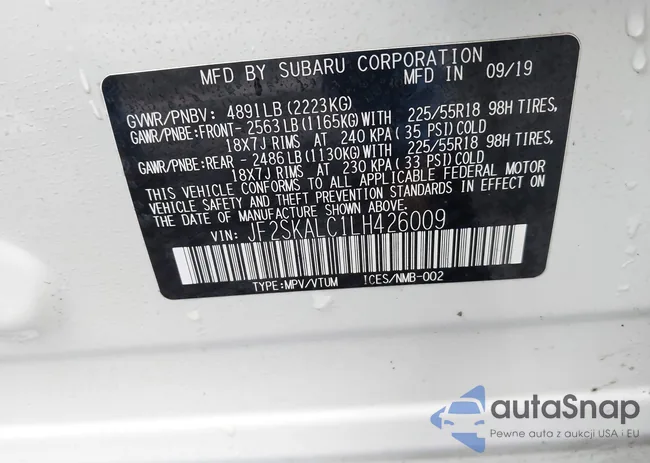 MFD BY SUBARU CORPORATION
MFD IN 09/19
GVWR/PNBV: 4891LB(2223KG)
GAWR/PNBE:FRONT- 2563LB(1165KG)WITH 225/55R18 98H TIRES,
18X7J RIMS AT 240 KPA( 35 PSI)COLD
GAWR/PNBE:REAR - 2486LB(1130KG)WITH 225/55R18 98H TIRES,
18X7J RIMS AT 230 KPA( 33 PSI)COLD
THIS VEHICLE CONFORMS TO ALL APPLICABLE FEDERAL MOTOR
VEHICLE SAFETY AND THEFT PREVENTION STANDARDS IN EFFECT ON
THE DATE OF MANUFACTURE SHOWN ABOVE.
VIN: JF2SKALC1LH426009
TYPE:MPV/VTUM ICES/NMB-002
autoSnap
Pewne auta z aukcji USA i EU